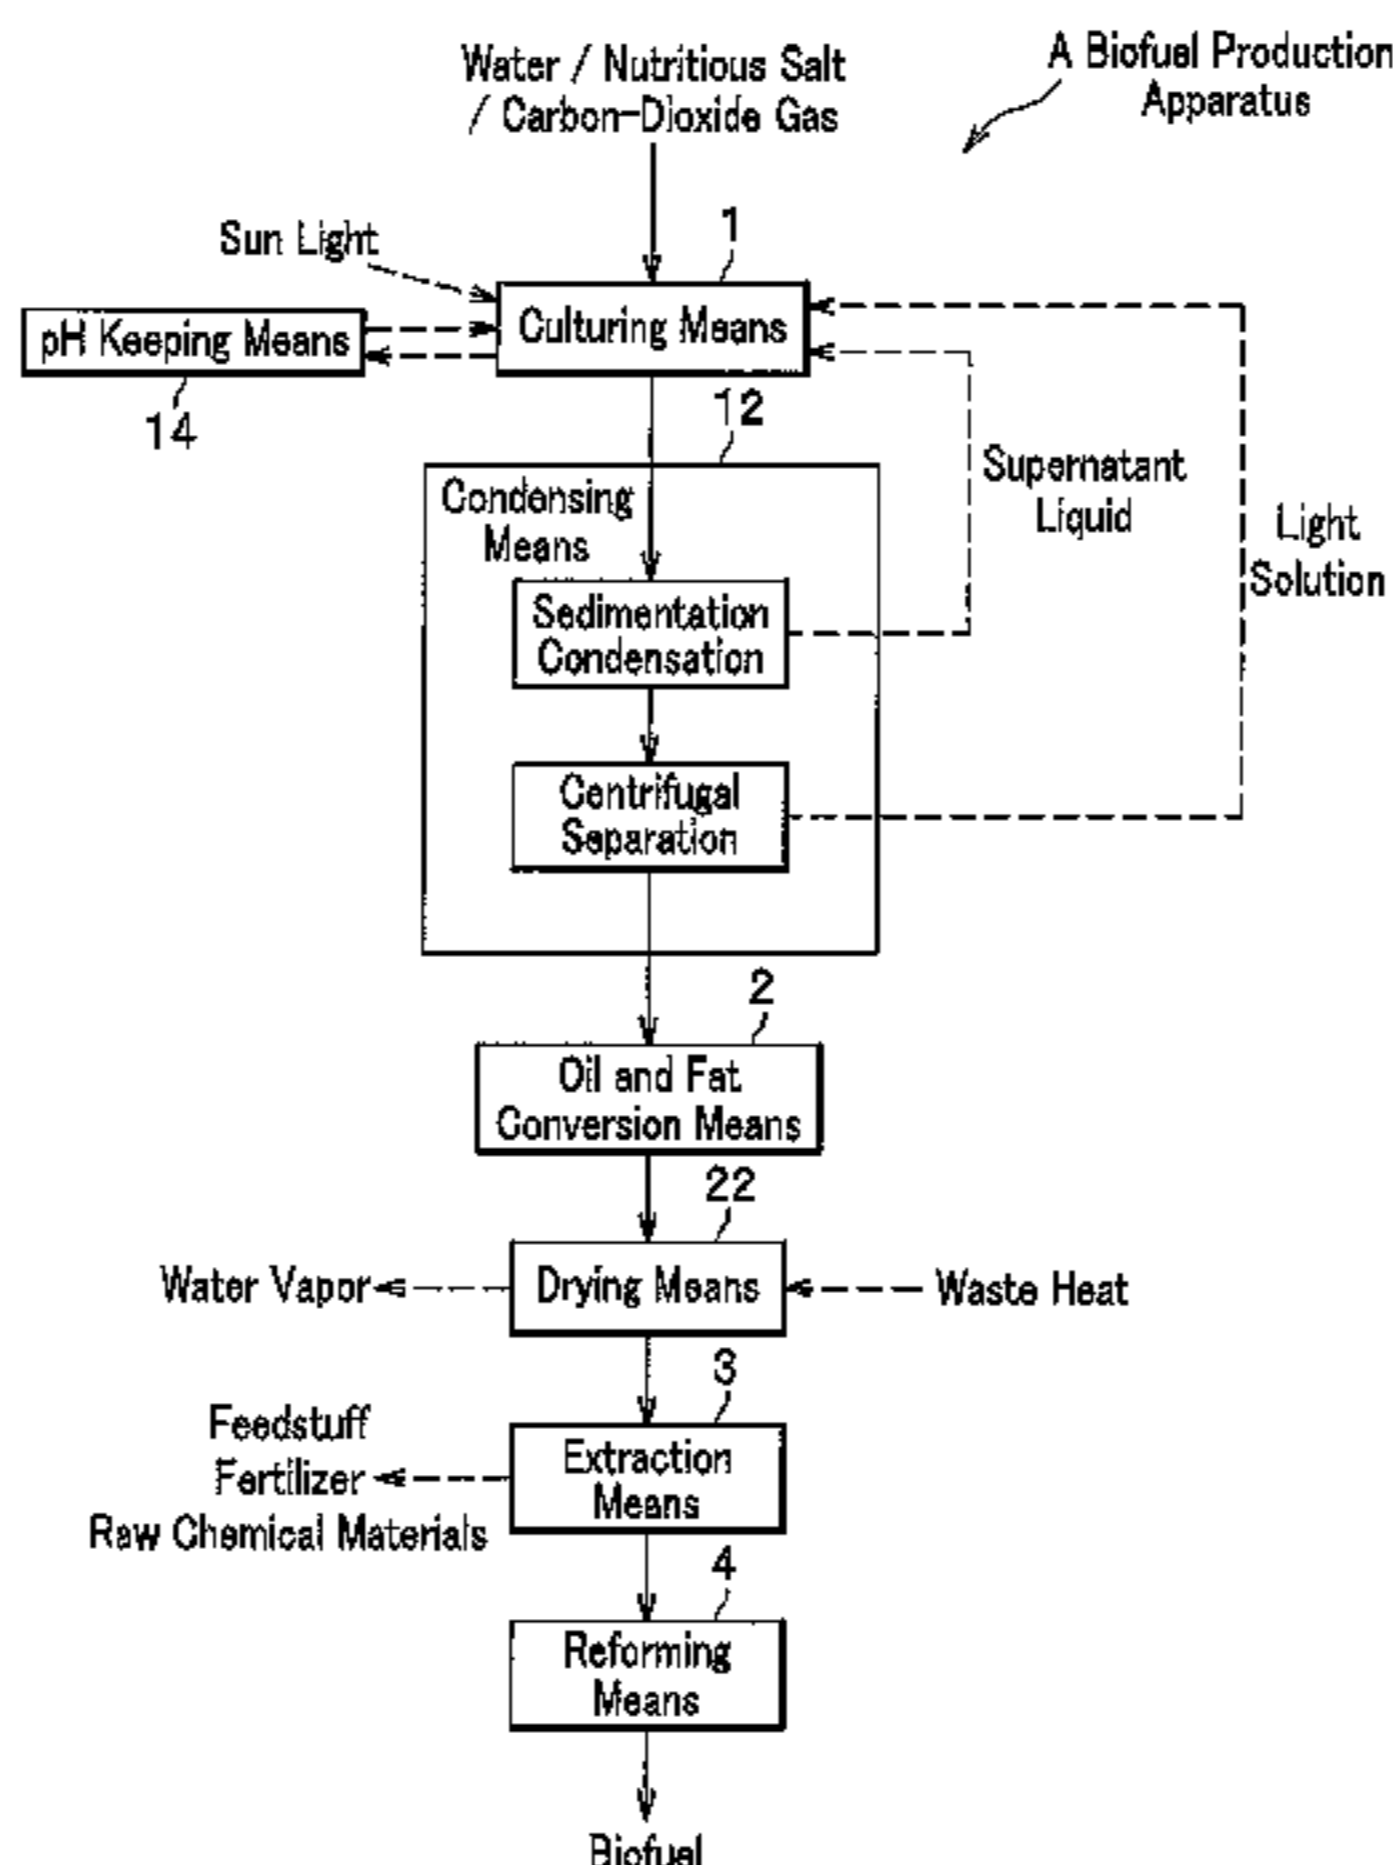 A Biofuel Production
Apparatus
Water / Nutritious Salt
/ Carbon-Dioxide Gas
Sun Light
1
Culturing Means
pH Keeping Means
14
12
Condensing
Means
Supernatant
Liquid
Light
Solution
Sedimentation
Condensation
Centrifugal
Separation
2
Oil and Fat
Conversion Means
22
Water Vapor
Drying Means
Waste Heat
3
Feedstuff
Fertilizer
Raw Chemical Materials
Extraction
Means
4
Reforming
Means
Biofuel